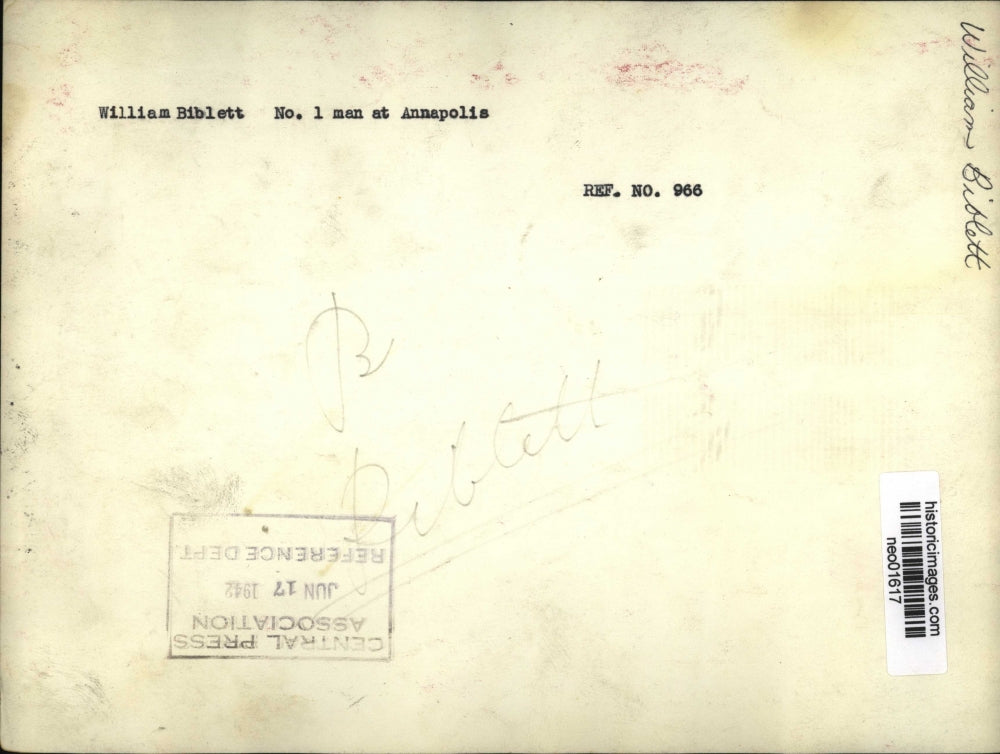 William Biblett   No. 1 man at Annapolis
REF. NO. 966
William Biblett
B
Biblett
CENTRAL PRESS
ASSOCIATION
JUN 17 1942
REFERENCE DEPT.
historicimages.com
neo01617